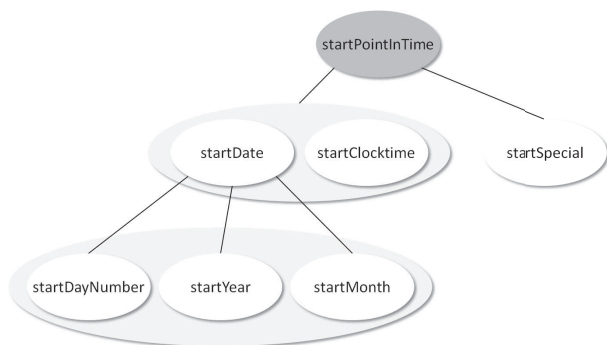 startPointInTime
startDate
startClocktime
startSpecial
startDayNumber
startYear
startMonth